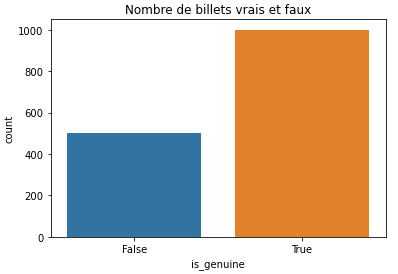 Nombre de billets vrais et faux
1000
800
600
400
200
0
count
False True
is_genuine